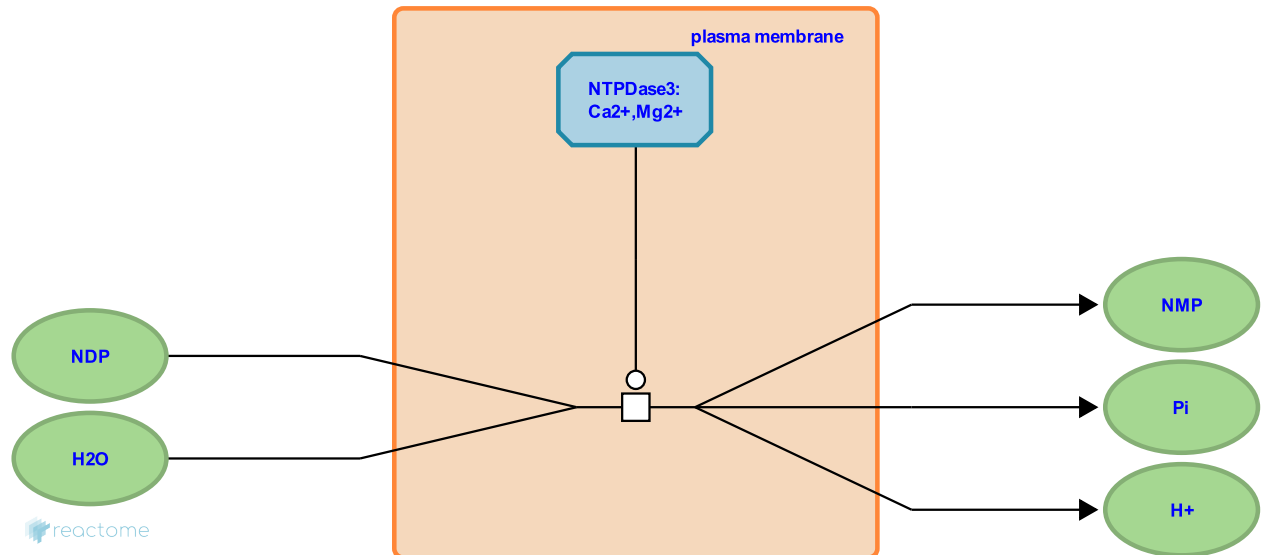 plasma membrane
NTPDase3:
Ca2+,Mg2+
NDP
H2O
NMP
Pi
H+
reactome